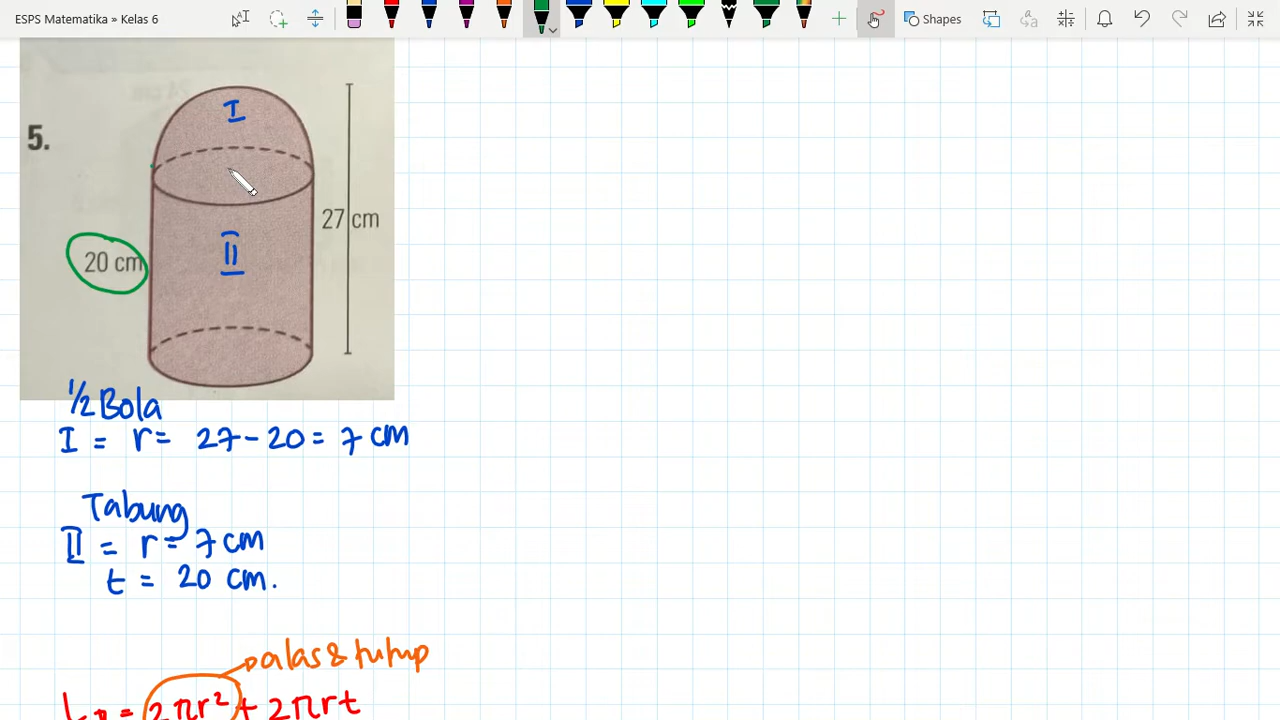 ESPS Matematika » Kelas 6
Shapes
5.
I
27 cm
II
20 cm
1/2 Bola
I = r = 27 - 20 = 7 cm
Tabung
II = r = 7 cm
t = 20 cm.
alas & tutup
2πr² + 2πrt